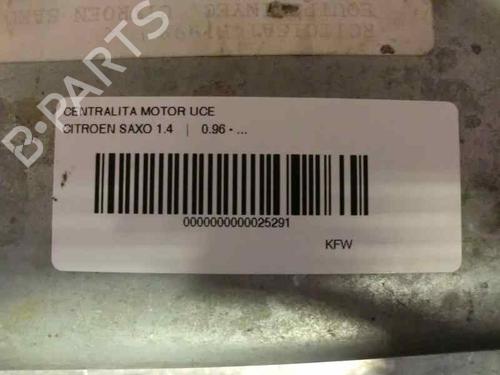 B-PARTS
CENTRALITA MOTOR UCE
CITROEN SAXO 1.4 | 0.96 - ...
0000000000025291
KFW